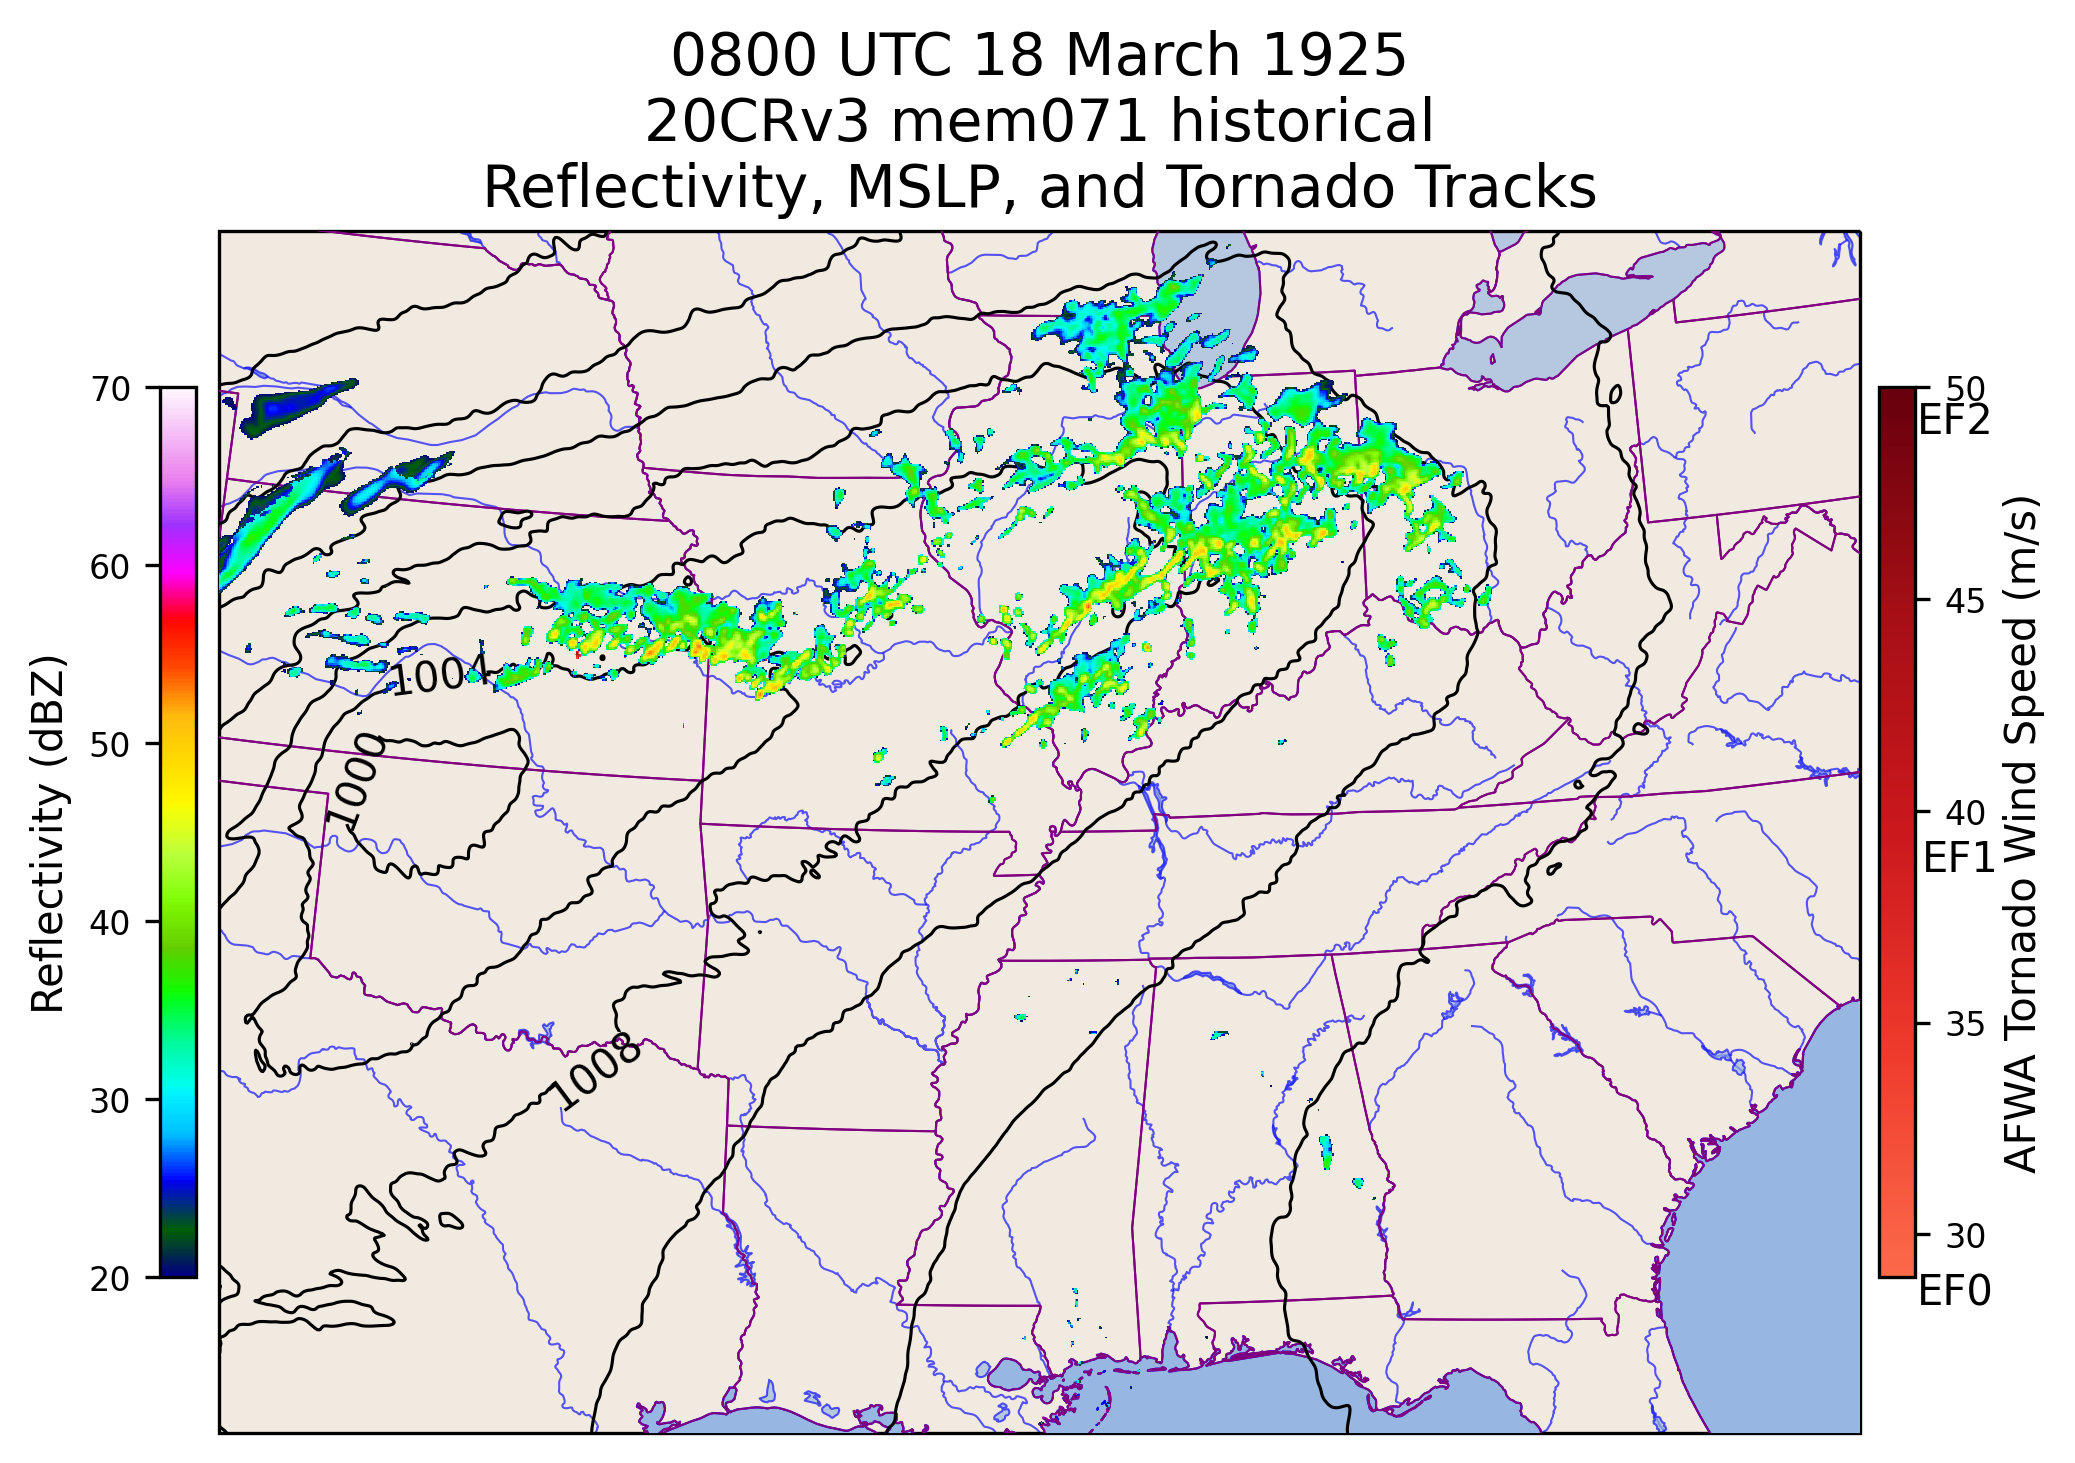 0800 UTC 18 March 1925
20CRv3 mem071 historical
Reflectivity, MSLP, and Tornado Tracks
70
60
50
40
30
20
Reflectivity (dBZ)
1004
1000
1008
50
EF2
45
40
EF1
35
30
EF0
AFWA Tornado Wind Speed (m/s)